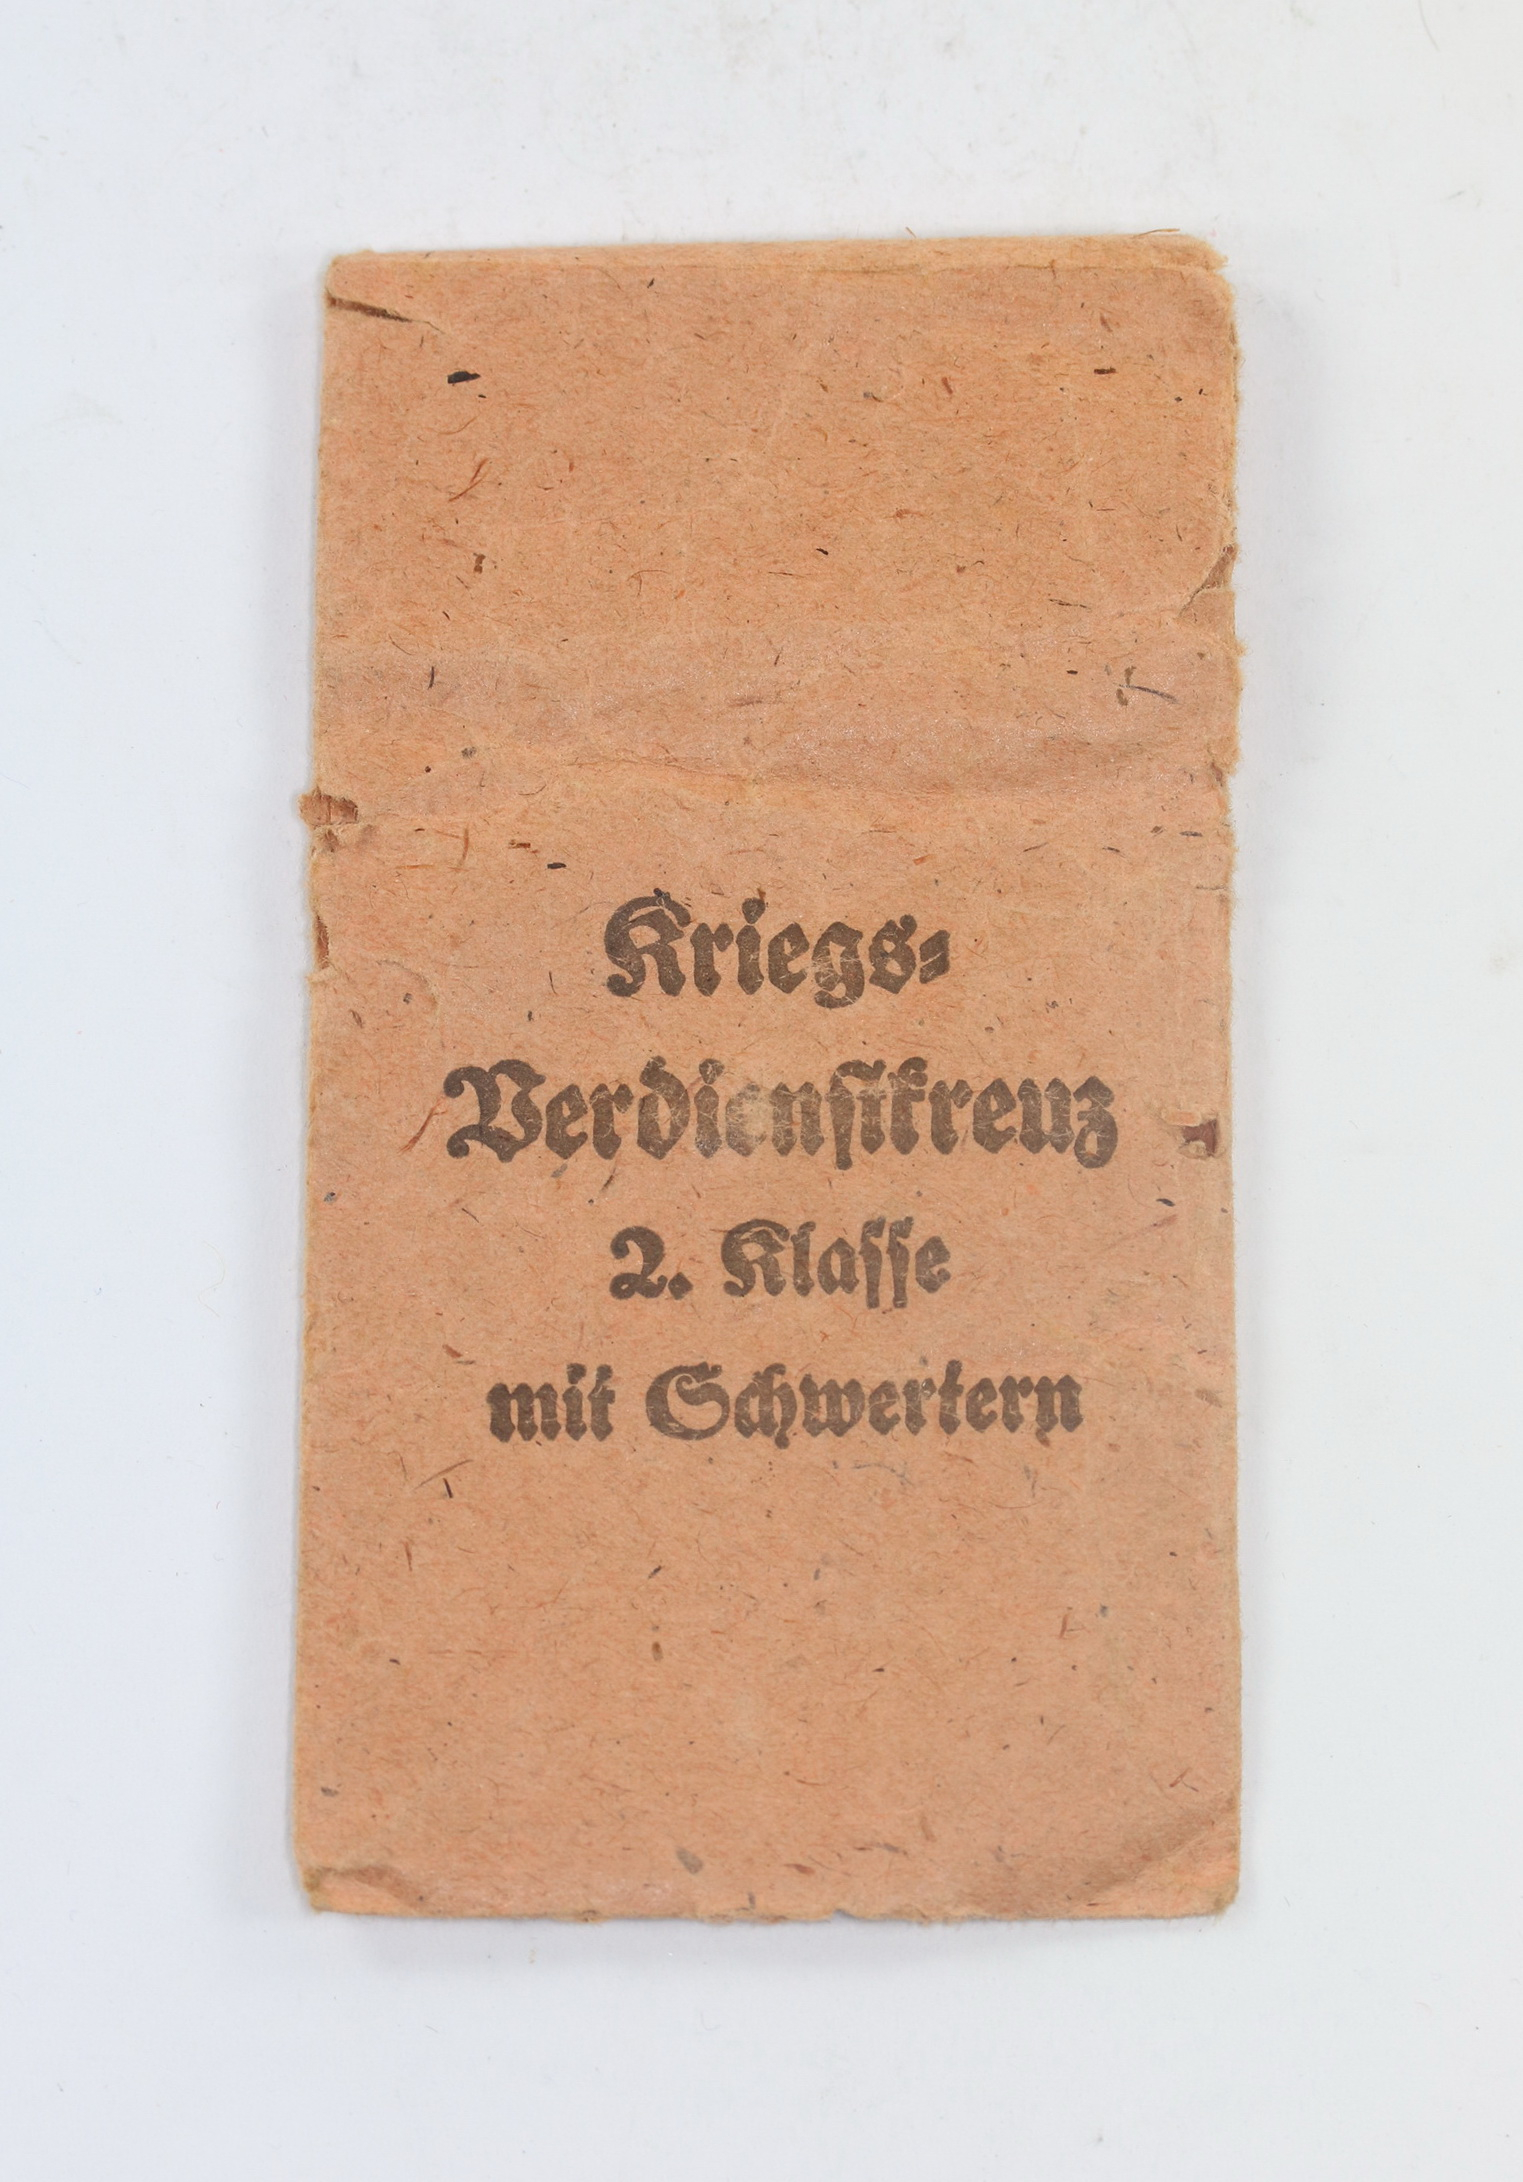 Kriegs-
Verdienstkreuz
2. Klasse
mit Schwertern